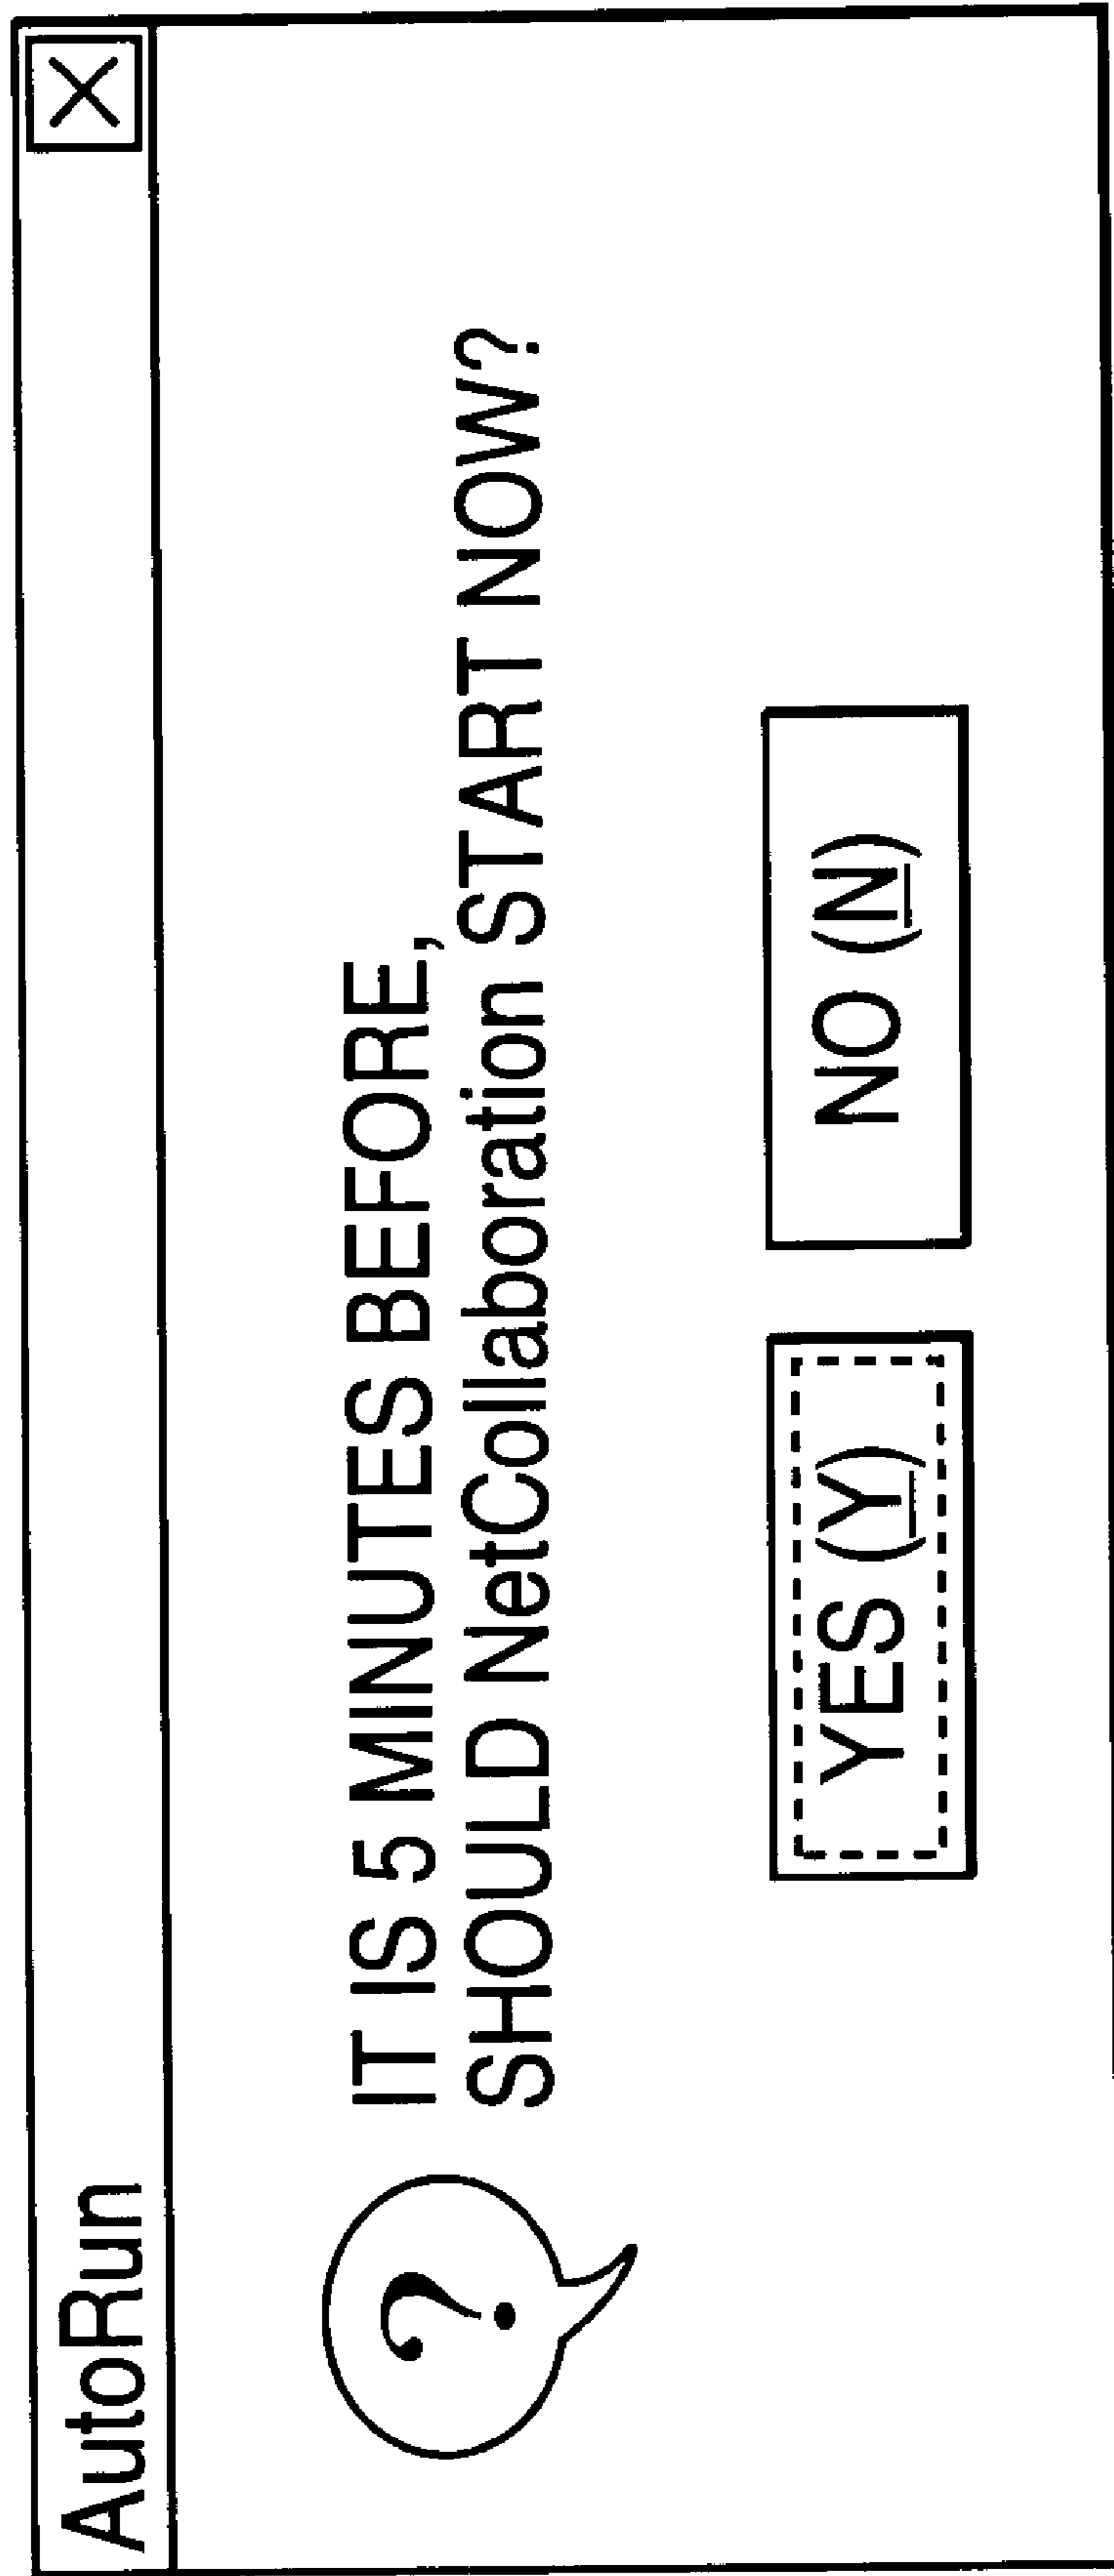 AutoRun
?
IT IS 5 MINUTES BEFORE,
SHOULD NetCollaboration START NOW?
YES (Y)
NO (N)